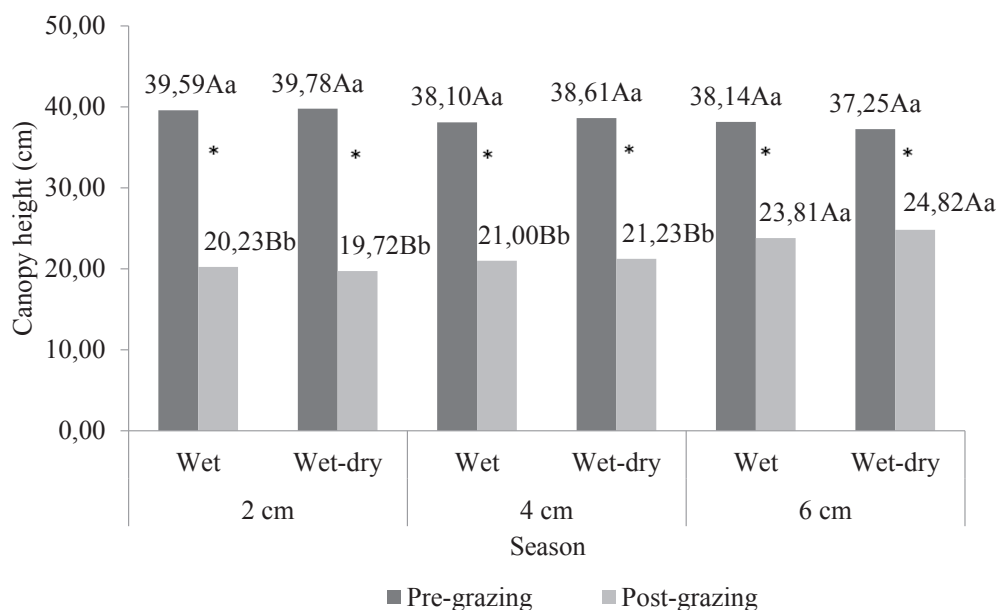 50,00
39,59Aa 39,78Aa 38,10Aa 38,61Aa 38,14Aa 37,25Aa
40,00
* * * * * *
30,00
20,23Bb 19,72Bb 21,00Bb 21,23Bb 23,81Aa 24,82Aa
20,00
10,00
0,00
Canopy height (cm)
Wet Wet-dry Wet Wet-dry Wet Wet-dry
2 cm 4 cm 6 cm
Season
Pre-grazing Post-grazing